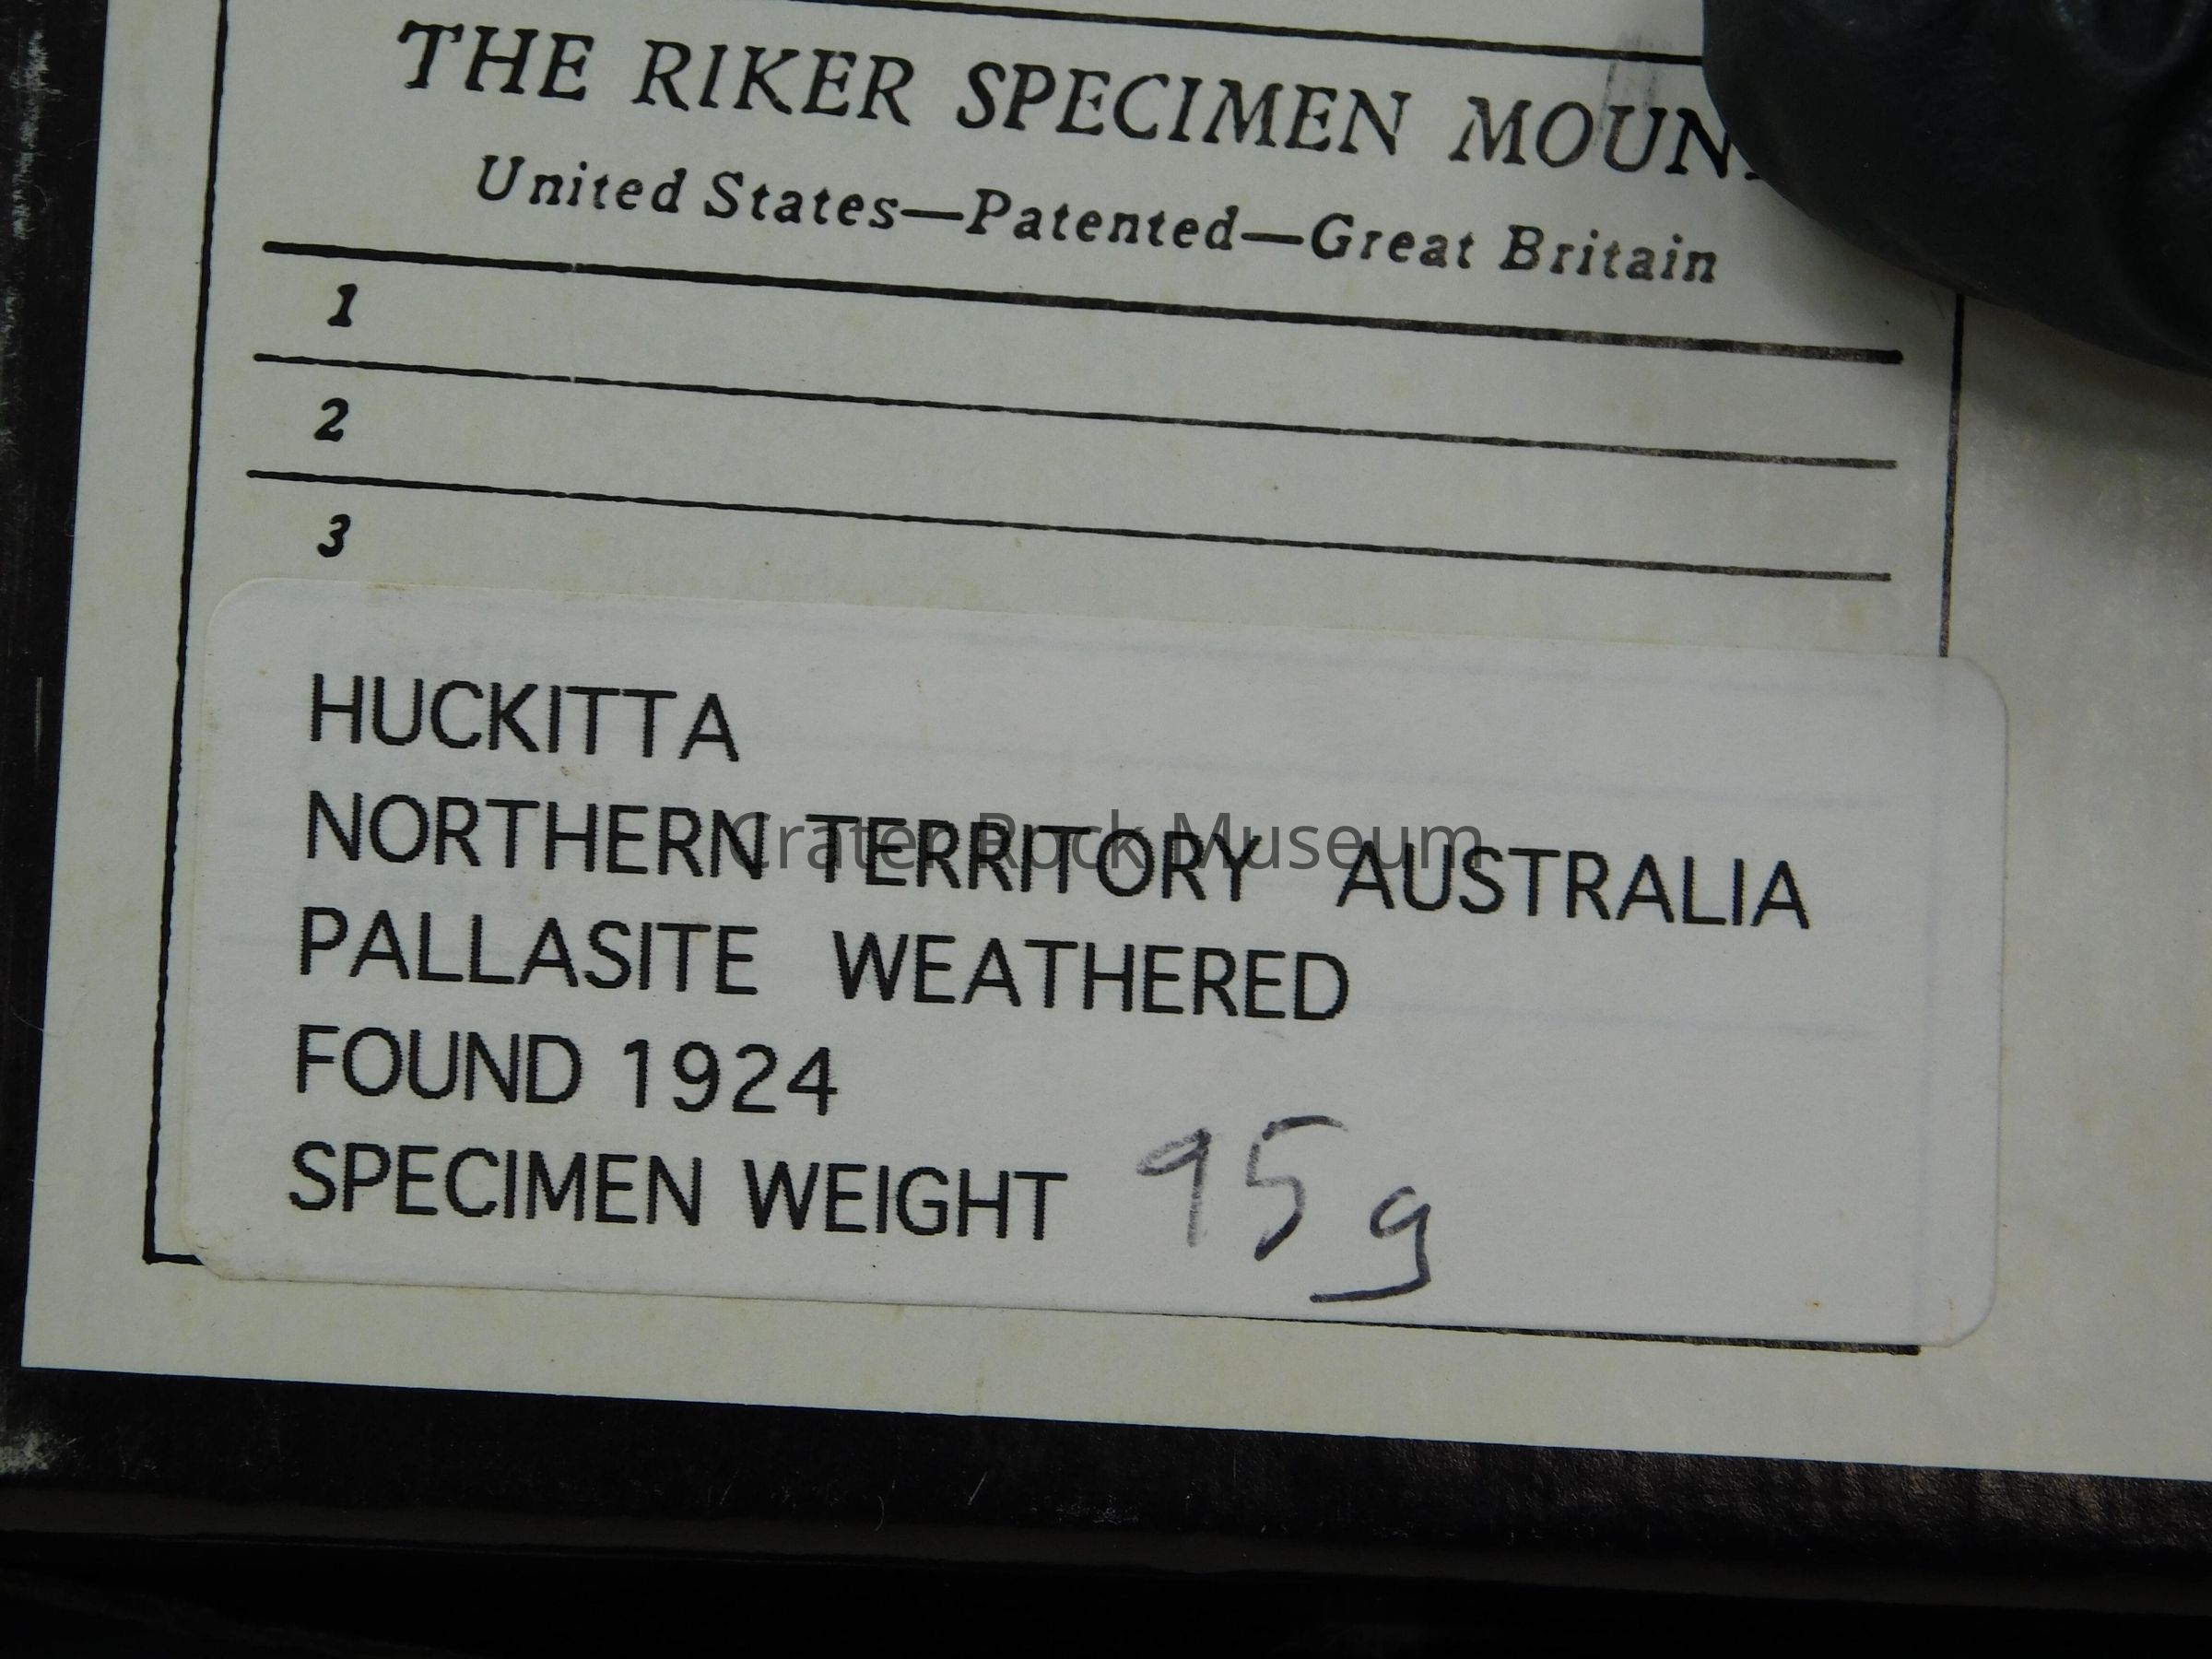 THE RIKER SPECIMEN MOUN
United States—Patented—Great Britain
1
2
3
HUCKITTA
NORTHERN TERRITORY AUSTRALIA
Crater Rock Museum
PALLASITE WEATHERED
FOUND 1924
SPECIMEN WEIGHT 95 g